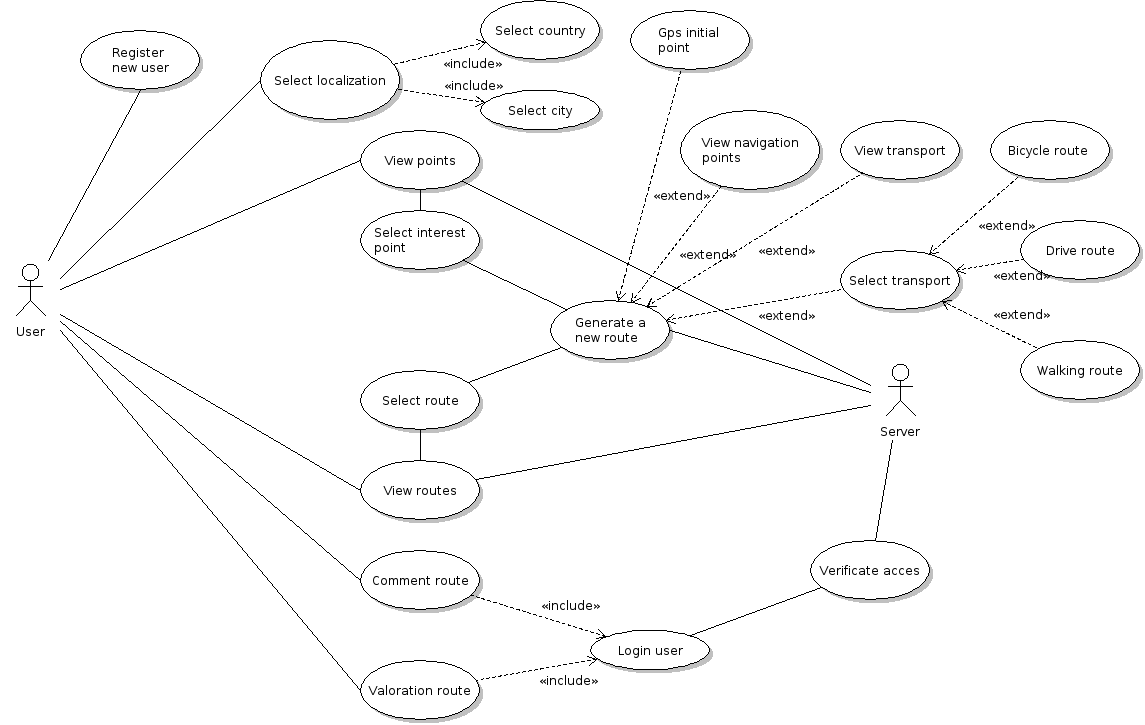 Select country
Gps initial
point
Register
new user
«include»
Select localization
«include»
Select city
View navigation
points
View transport
Bicycle route
View points
«extend»
Select interest
point
«extend»
«extend»
«extend»
Drive route
«extend»
Select transport
«extend»
«extend»
User
Generate a
new route
Walking route
Select route
Server
View routes
Verificate acces
Comment route
«include»
Login user
«include»
Valoration route